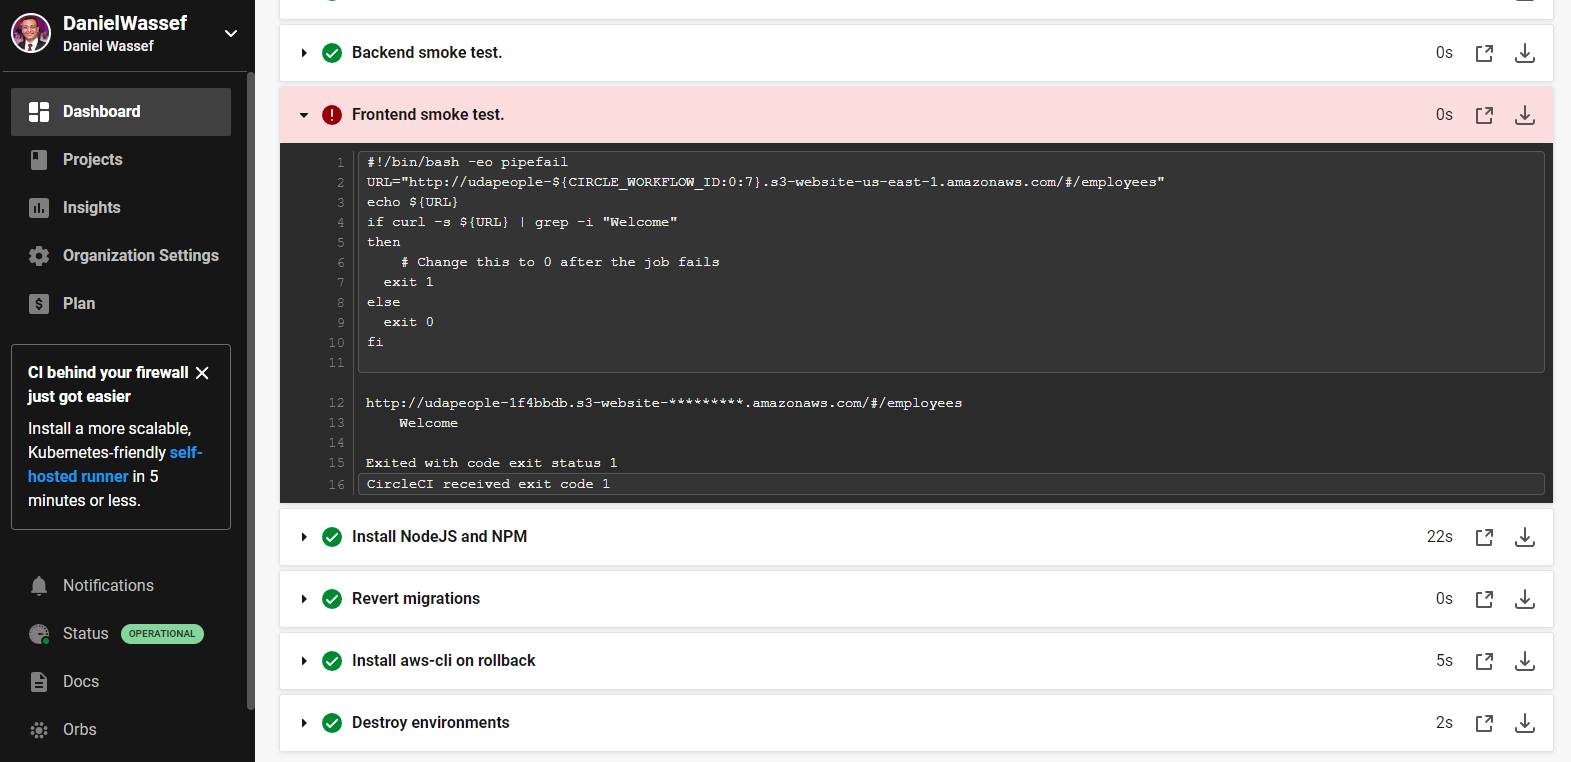 DanielWassef
Daniel Wassef
Dashboard
Projects
Insights
Organization Settings
Plan
CI behind your firewall
just got easier
Install a more scalable,
Kubernetes-friendly self-
hosted runner in 5
minutes or less.
Notifications
Status OPERATIONAL
Docs
Orbs
Backend smoke test. 0s
Frontend smoke test. 0s
1 #!/bin/bash -eo pipefail
2 URL="http://udapeople-${CIRCLE_WORKFLOW_ID:0:7}.s3-website-us-east-1.amazonaws.com/#/employees"
3 echo ${URL}
4 if curl -s ${URL} | grep -i "Welcome"
5 then
6 # Change this to 0 after the job fails
7 exit 1
8 else
9 exit 0
10 fi
11
12 http://udapeople-1f4bbdb.s3-website-*********.amazonaws.com/#/employees
13 Welcome
14
15 Exited with code exit status 1
16 CircleCI received exit code 1
Install NodeJS and NPM 22s
Revert migrations 0s
Install aws-cli on rollback 5s
Destroy environments 2s